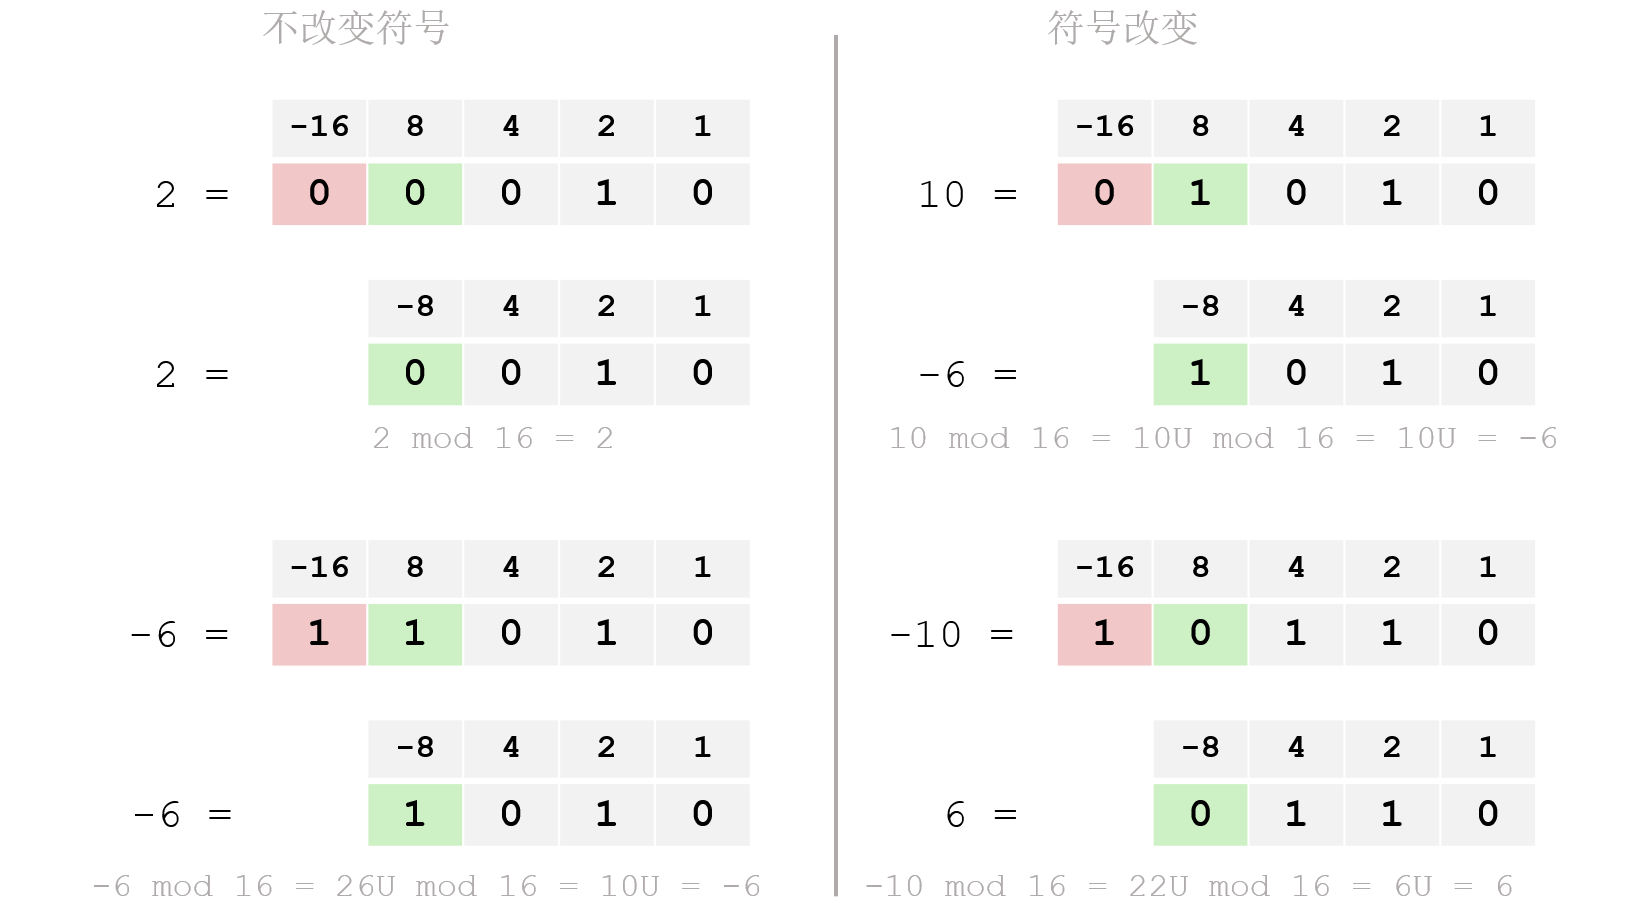 不改变符号
-16 8 4 2 1
2 = 0 0 0 1 0
-8 4 2 1
2 = 0 0 1 0
2 mod 16 = 2
-16 8 4 2 1
-6 = 1 1 0 1 0
-8 4 2 1
-6 = 1 0 1 0
-6 mod 16 = 26U mod 16 = 10U = -6
符号改变
-16 8 4 2 1
10 = 0 1 0 1 0
-8 4 2 1
-6 = 1 0 1 0
10 mod 16 = 10U mod 16 = 10U = -6
-16 8 4 2 1
-10 = 1 0 1 1 0
-8 4 2 1
6 = 0 1 1 0
-10 mod 16 = 22U mod 16 = 6U = 6